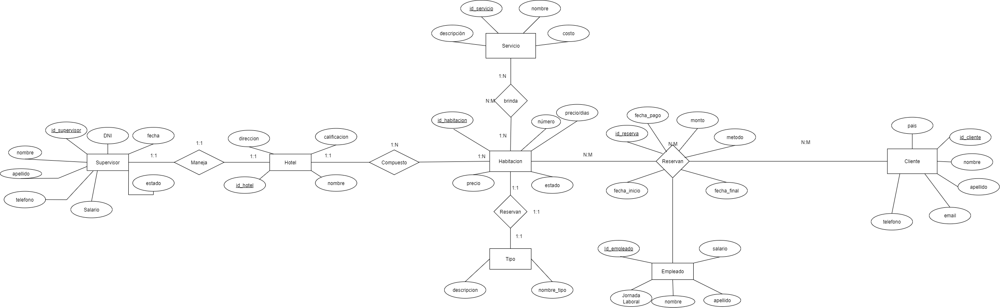 id_servicio
nombre
descripción
costo
Servicio
1:N
N:M
brinda
1:N
id_habitacion
número
precio/dias
fecha_pago
monto
id_reserva
metodo
pais
id_cliente
id_supervisor
DNI
fecha
direccion
calificacion
1:1
1:N
N:M
N:M
nombre
1:1
1:1
1:1
1:N
N:M
Supervisor
Maneja
Hotel
Compuesto
Habitacion
Reservan
Cliente
nombre
apellido
estado
id_hotel
nombre
precio
estado
1:1
fecha_inicio
fecha_final
apellido
telefono
Salario
Reservan
1:1
email
telefono
1:1
Id_empleado
salario
Tipo
Empleado
descripcion
nombre_tipo
Jornada
Laboral
nombre
apellido